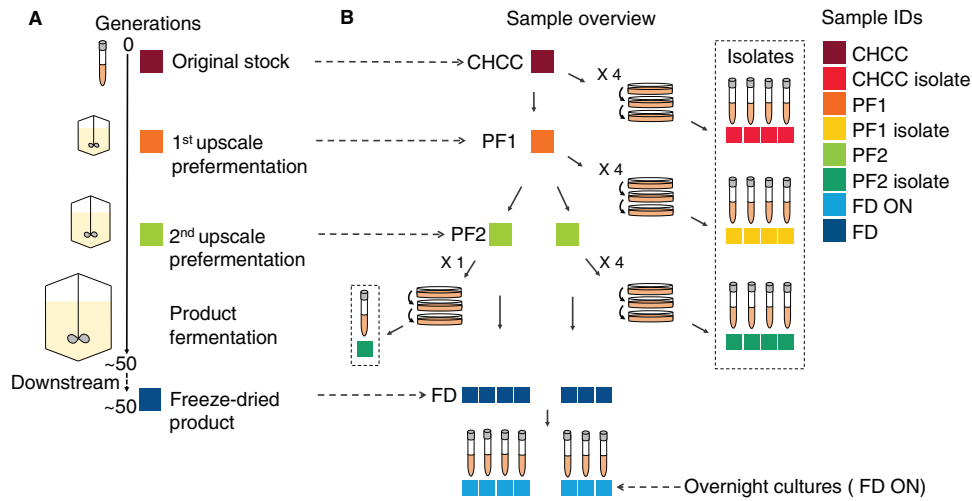 A
Generations
0
Original stock
1st upscale
prefermentation
2nd upscale
prefermentation
Product
fermentation
~50
Downstream
~50
Freeze-dried
product
B
Sample overview
CHCC
X 4
PF1
X 4
PF2
X 1
X 4
FD
Overnight cultures ( FD ON)
Isolates
Sample IDs
CHCC
CHCC isolate
PF1
PF1 isolate
PF2
PF2 isolate
FD ON
FD